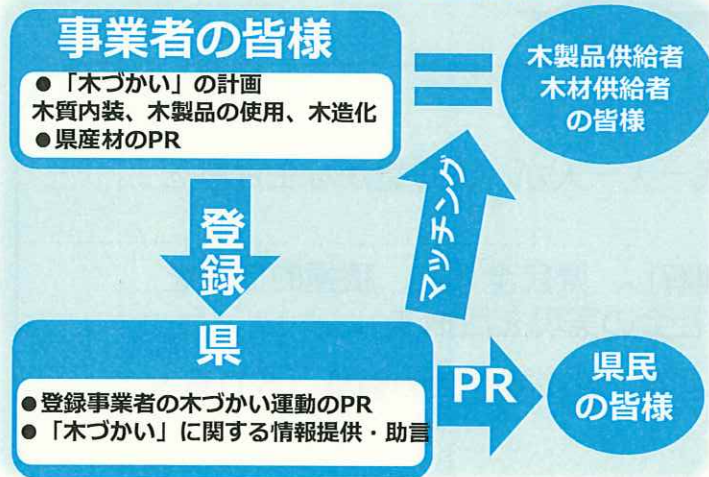 事業者の皆様
●「木づかい」の計画
木質内装、木製品の使用、木造化
●県産材のPR
木製品供給者
木材供給者
の皆様
登録
マッチング
県
●登録事業者の木づかい運動のPR
●「木づかい」に関する情報提供・助言
PR
県民
の皆様